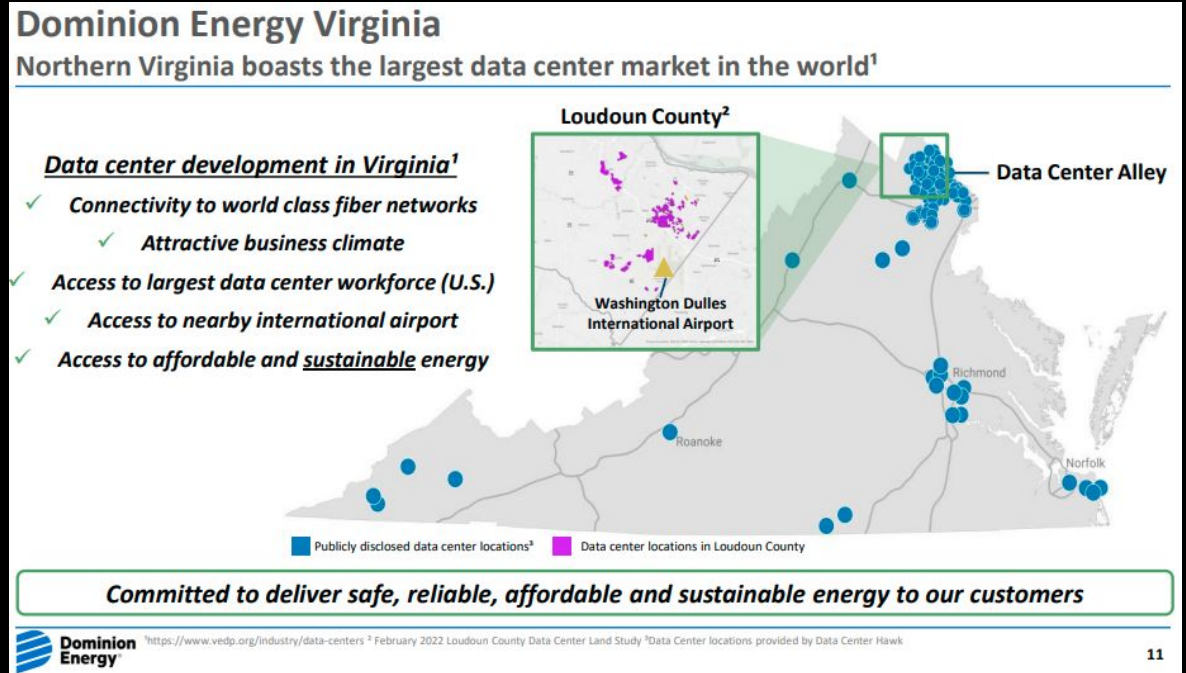 Dominion Energy Virginia
Northern Virginia boasts the largest data center market in the world¹
Data center development in Virginia¹
✓ Connectivity to world class fiber networks
✓ Attractive business climate
✓ Access to largest data center workforce (U.S.)
✓ Access to nearby international airport
✓ Access to affordable and sustainable energy
Loudoun County²
Washington Dulles
International Airport
Data Center Alley
Richmond
Roanoke
Norfolk
Publicly disclosed data center locations³
Data center locations in Loudoun County
Committed to deliver safe, reliable, affordable and sustainable energy to our customers
Dominion
Energy®
¹https://www.vedp.org/industry/data-centers ² February 2022 Loudoun County Data Center Land Study ³Data Center locations provided by Data Center Hawk
11